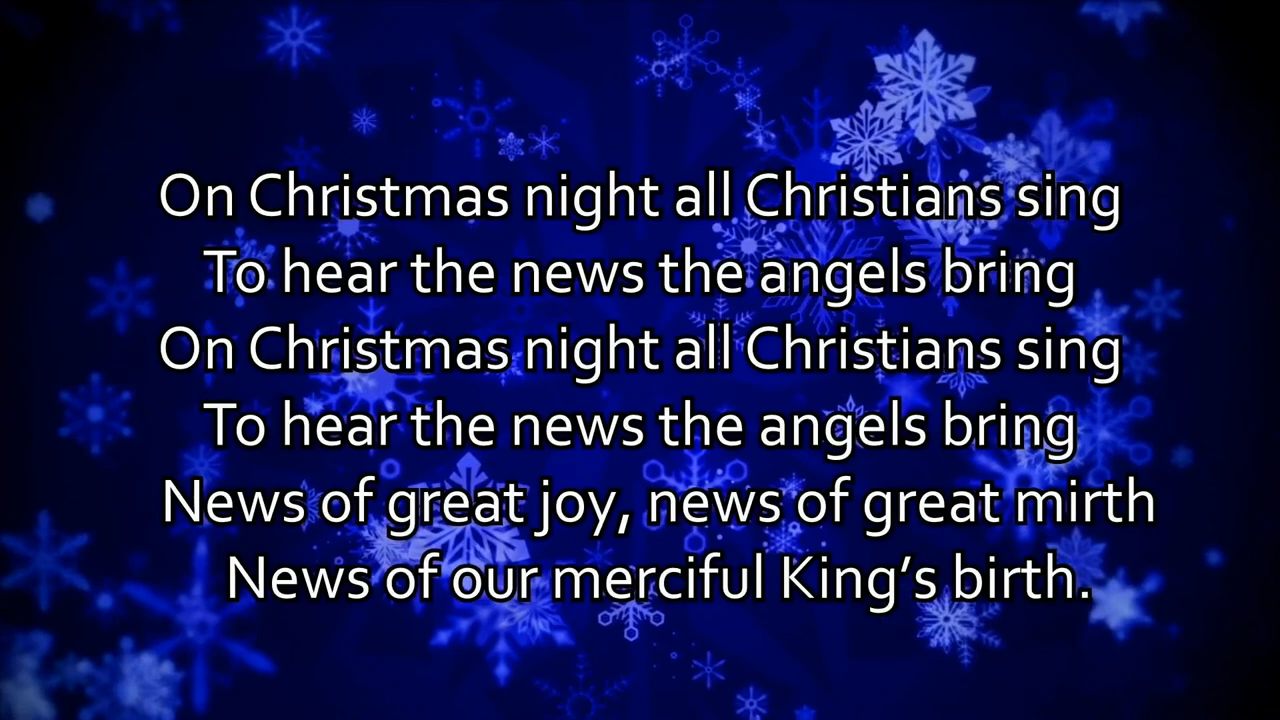 On Christmas night all Christians sing
To hear the news the angels bring
On Christmas night all Christians sing
To hear the news the angels bring
News of great joy, news of great mirth
News of our merciful King’s birth.